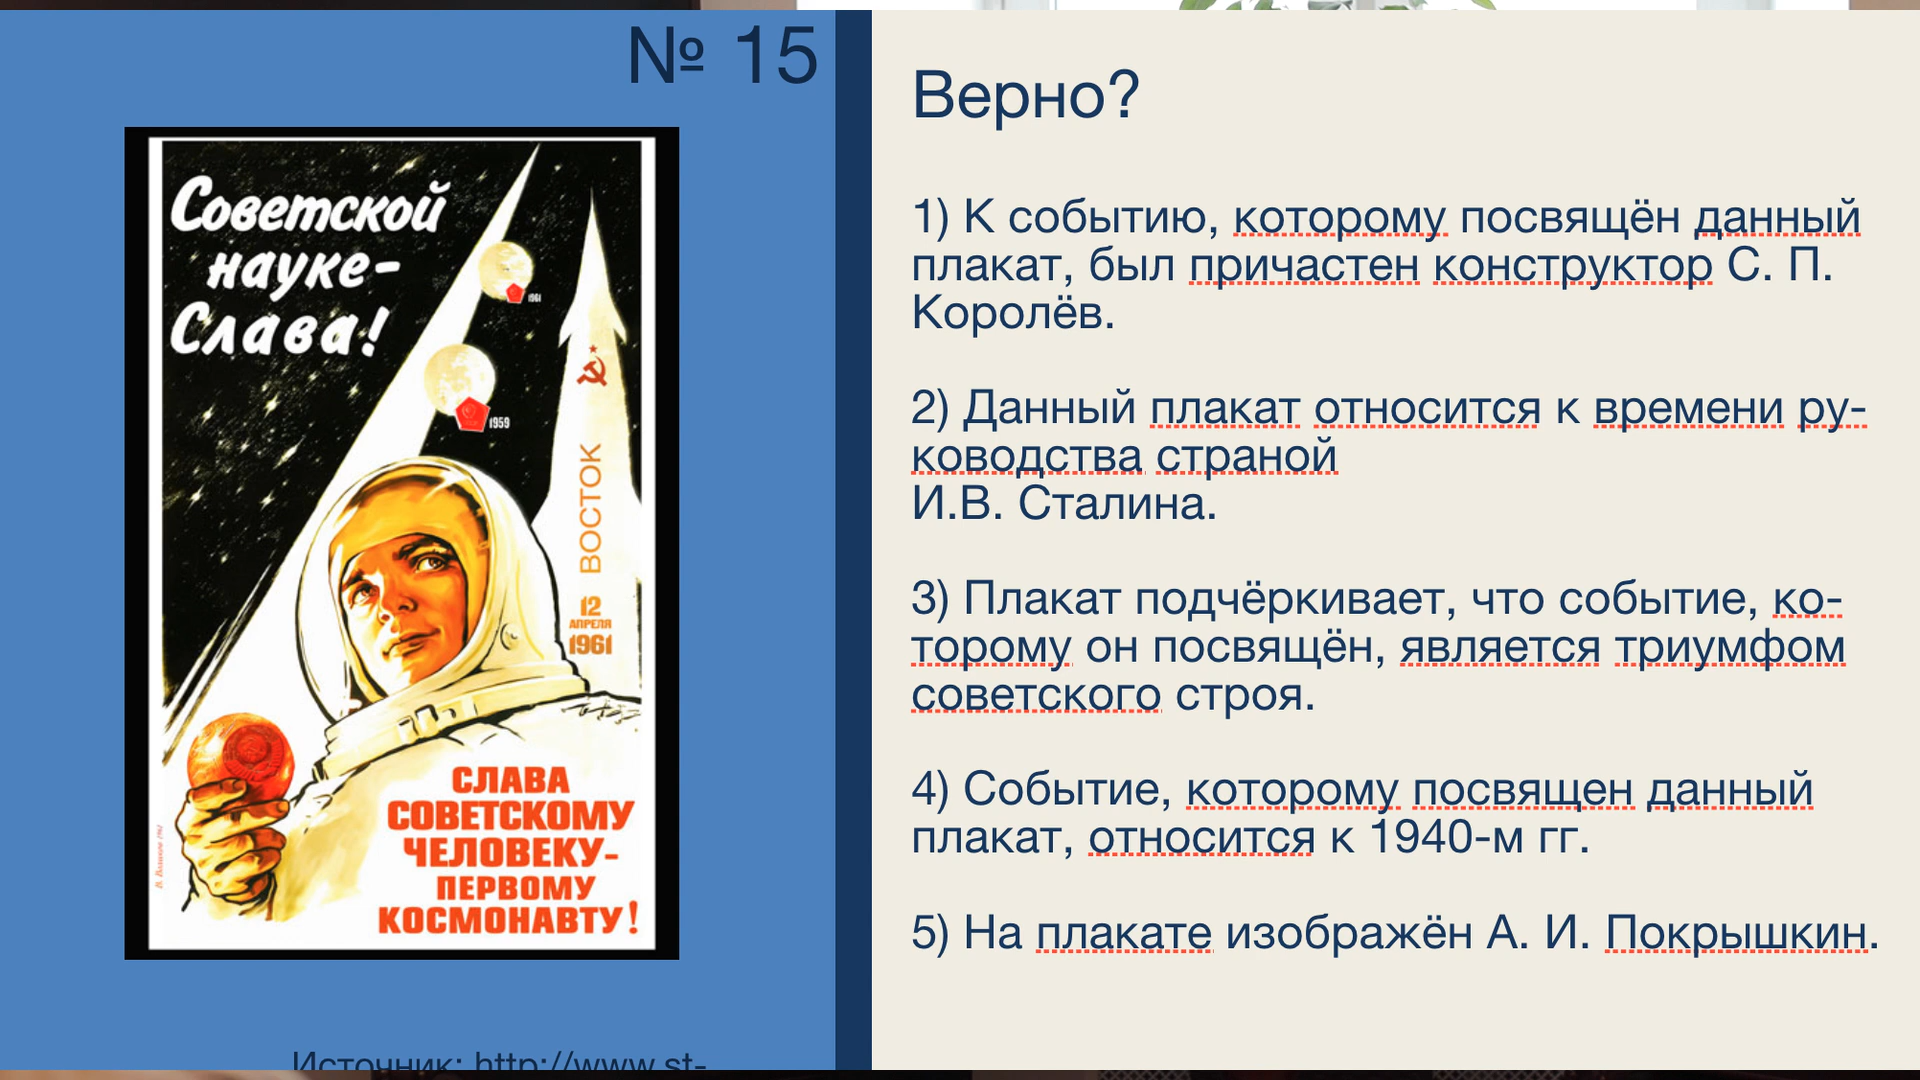 № 15
Советской
науке-
Слава!
1961
1959
ВОСТОК
12
АПРЕЛЯ
1961
СЛАВА
СОВЕТСКОМУ
ЧЕЛОВЕКУ-
ПЕРВОМУ
КОСМОНАВТУ!
Источник: http://www.st-
Верно?
1) К событию, которому посвящён данный
плакат, был причастен конструктор С. П.
Королёв.
2) Данный плакат относится к времени ру-
ководства страной
И.В. Сталина.
3) Плакат подчёркивает, что событие, ко-
торому он посвящён, является триумфом
советского строя.
4) Событие, которому посвящен данный
плакат, относится к 1940-м гг.
5) На плакате изображён А. И. Покрышкин.